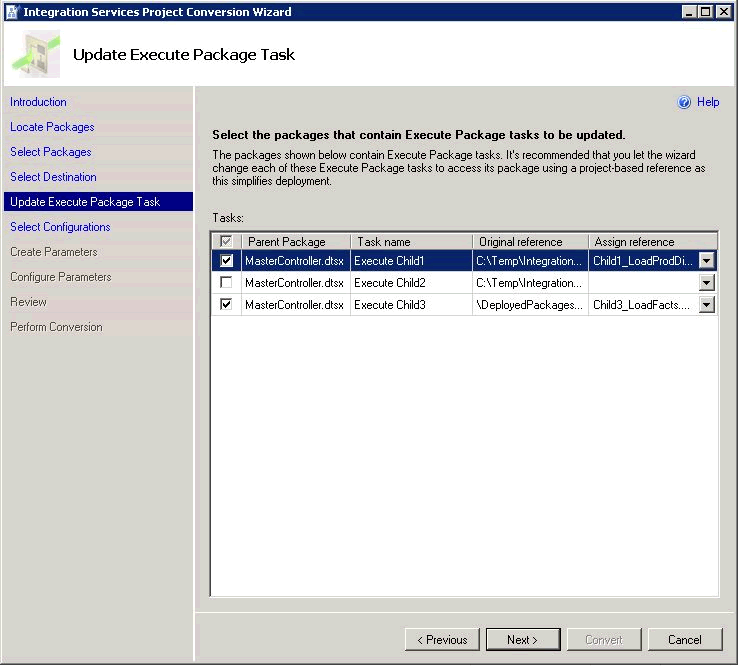 Integration Services Project Conversion Wizard
Update Execute Package Task
Introduction
Locate Packages
Select Packages
Select Destination
Update Execute Package Task
Select Configurations
Create Parameters
Configure Parameters
Review
Perform Conversion
Help
Select the packages that contain Execute Package tasks to be updated.
The packages shown below contain Execute Package tasks. It's recommended that you let the wizard
change each of these Execute Package tasks to access its package using a project-based reference as
this simplifies deployment.
Tasks:
Parent Package Task name Original reference Assign reference
MasterController.dtsx Execute Child1 C:\Temp\Integration... Child1_LoadProdDi...
MasterController.dtsx Execute Child2 C:\Temp\Integration...
MasterController.dtsx Execute Child3 \DeployedPackages... Child3_LoadFacts....
< Previous Next > Convert Cancel